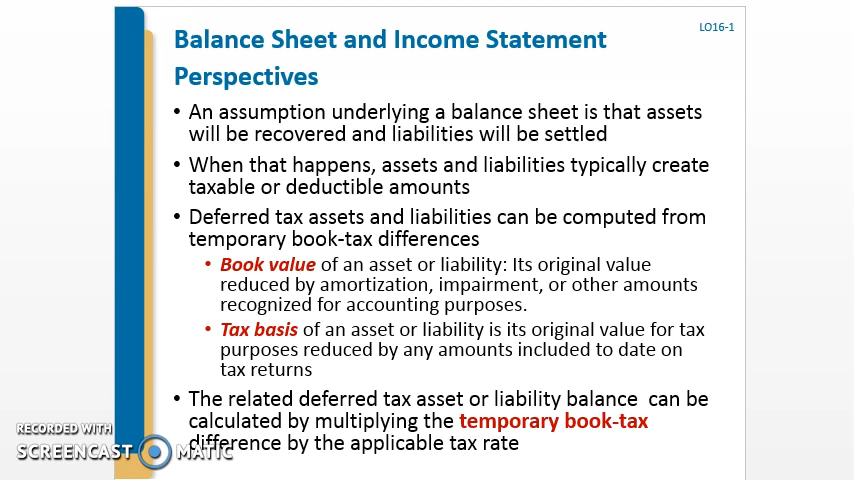 LO16-1
Balance Sheet and Income Statement
Perspectives
• An assumption underlying a balance sheet is that assets
will be recovered and liabilities will be settled
• When that happens, assets and liabilities typically create
taxable or deductible amounts
• Deferred tax assets and liabilities can be computed from
temporary book-tax differences
• Book value of an asset or liability: Its original value
reduced by amortization, impairment, or other amounts
recognized for accounting purposes.
• Tax basis of an asset or liability is its original value for tax
purposes reduced by any amounts included to date on
tax returns
• The related deferred tax asset or liability balance can be
calculated by multiplying the temporary book-tax
difference by the applicable tax rate
RECORDED WITH
SCREENCAST MATIC